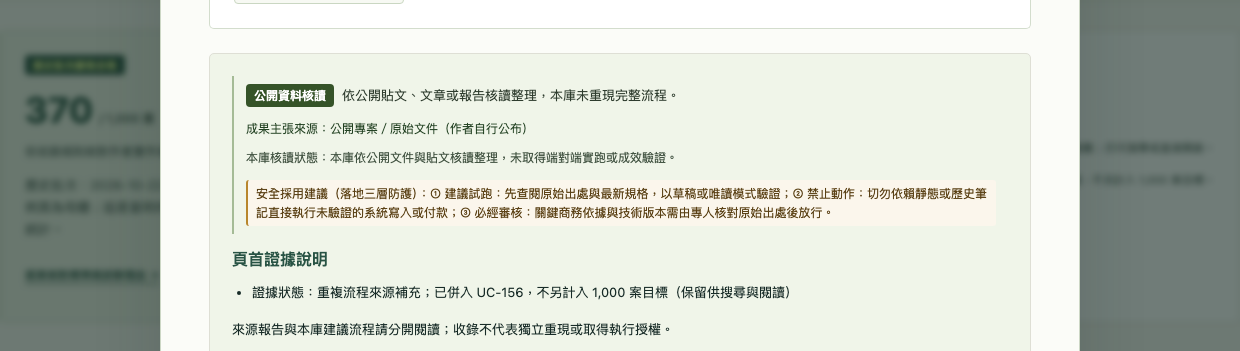 370
公開資料核讀 依公開貼文、文章或報告核讀整理，本庫未重現完整流程。
成果主張來源：公開專案 / 原始文件（作者自行公布）
本庫核讀狀態：本庫依公開文件與貼文核讀整理，未取得端對端實跑或成效驗證。
安全採用建議（落地三層防護）：① 建議試跑：先查閱原始出處與最新規格，以草稿或唯讀模式驗證；② 禁止動作：切勿依賴靜態或歷史筆
記直接執行未驗證的系統寫入或付款；③ 必經審核：關鍵商務依據與技術版本需由專人核對原始出處後放行。
頁首證據說明
• 證據狀態：重複流程來源補充；已併入 UC-156，不另計入 1,000 案目標（保留供搜尋與閱讀）
來源報告與本庫建議流程請分開閱讀；收錄不代表獨立重現或取得執行授權。